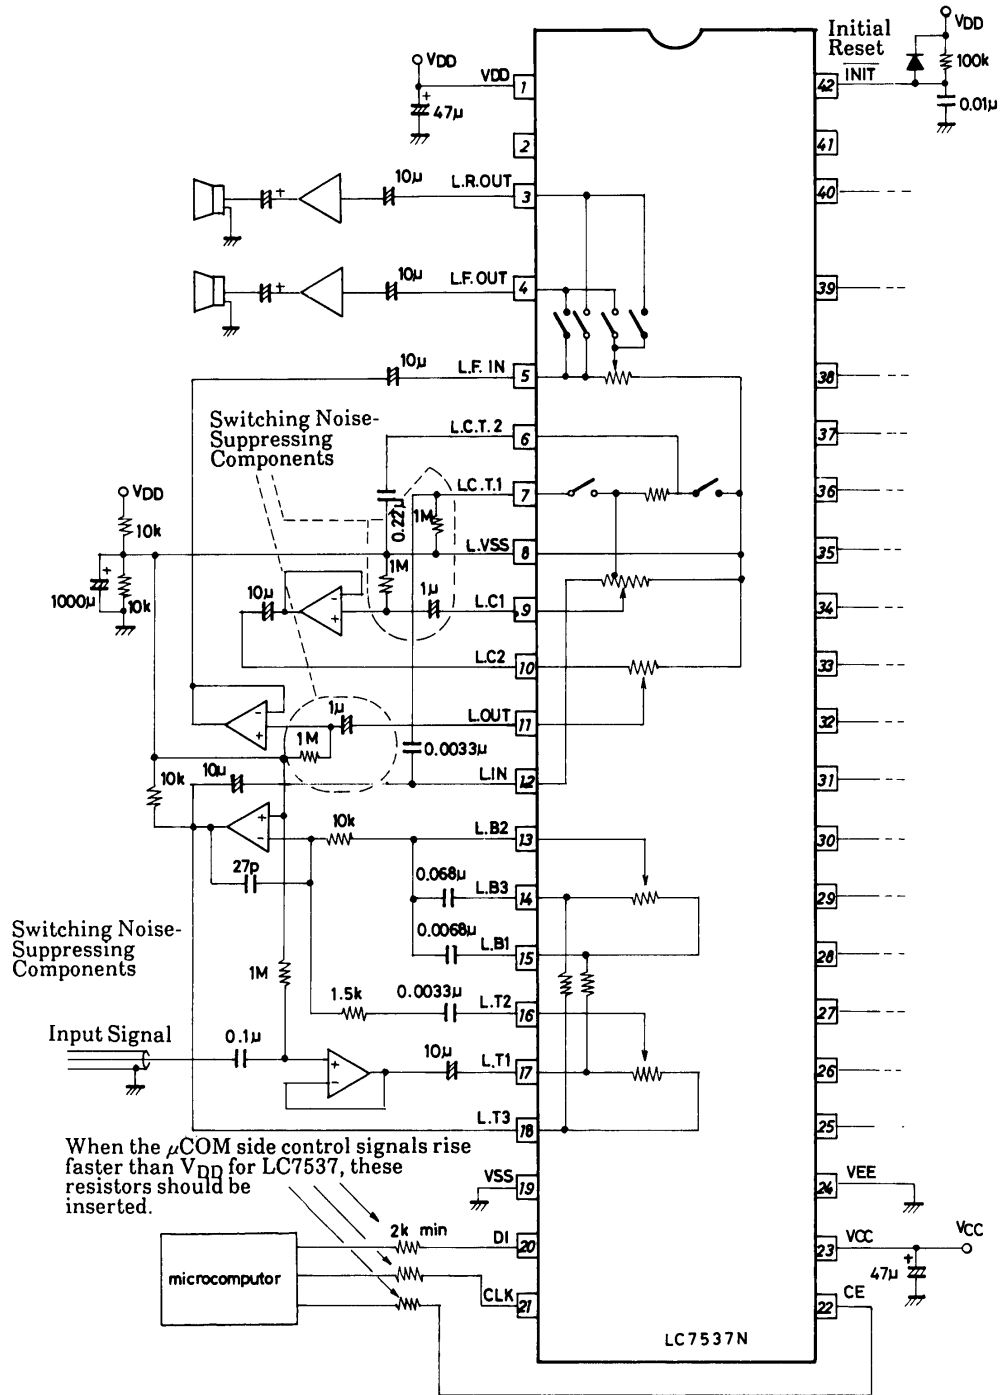 VDD
Initial
Reset
INIT
100k
0.01μ
42
VDD
VDD
1
47μ
2
41
10μ
L.R.OUT
3
40
10μ
L.F.OUT
4
39
10μ
L.F. IN
5
38
Switching Noise-
Suppressing
Components
L.C.T.2
6
37
VDD
LC.T.1
7
36
10k
0.22μ
1M
L.VSS
8
35
1000μ
10k
1M
10μ
1μ
L.C1
9
34
L.C2
10
33
1μ
L.OUT
11
32
1M
0.0033μ
10k
10μ
L.IN
12
31
10k
L.B2
13
30
27p
0.068μ
L.B3
14
29
Switching Noise-
Suppressing
Components
0.0068μ
L.B1
15
28
1M
1.5k
0.0033μ
L.T2
16
27
Input Signal
0.1μ
10μ
L.T1
17
26
L.T3
18
25
When the μCOM side control signals rise
faster than VDD for LC7537, these
resistors should be
inserted.
VSS
19
VEE
24
2k min
DI
20
VCC
23
VCC
47μ
microcomputor
CLK
21
CE
22
LC7537N